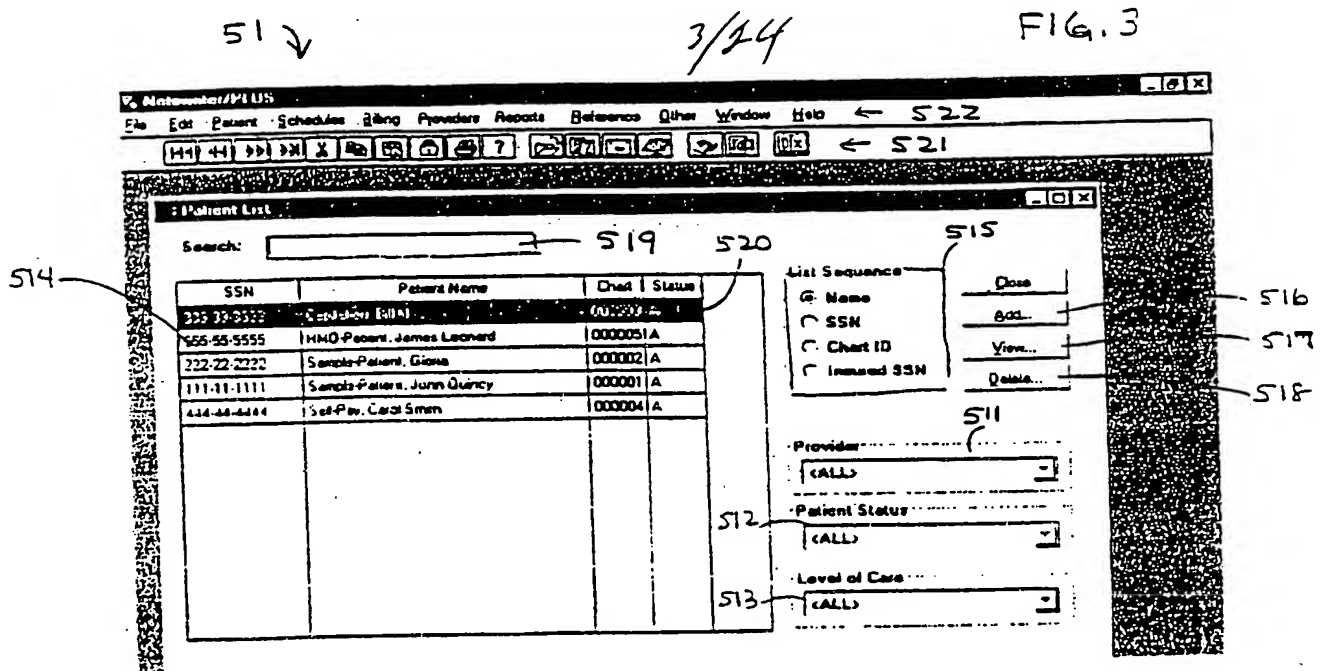 51
3/24
FIG. 3
File Edit Patient Schedules Billing Providers Reports Reference Other Window Help ← 522
? ← 521
Patient List
Search: 519 520 515
514
SSN Patient Name Chart Status
555-55-5555 HMO-Patient, James Leonard 0000051 A
222-22-2222 Sample-Patient, Gloria 000002 A
111-11-1111 Sample-Patient, John Quincy 000001 A
444-44-4444 Self-Pay, Carol Smith 000004 A
List Sequence
Name
SSN
Chart ID
Insured SSN
Close
Add... 516
View... 517
Delete... 518
511
Provider
<ALL>
Patient Status
512 <ALL>
Level of Care
513 <ALL>